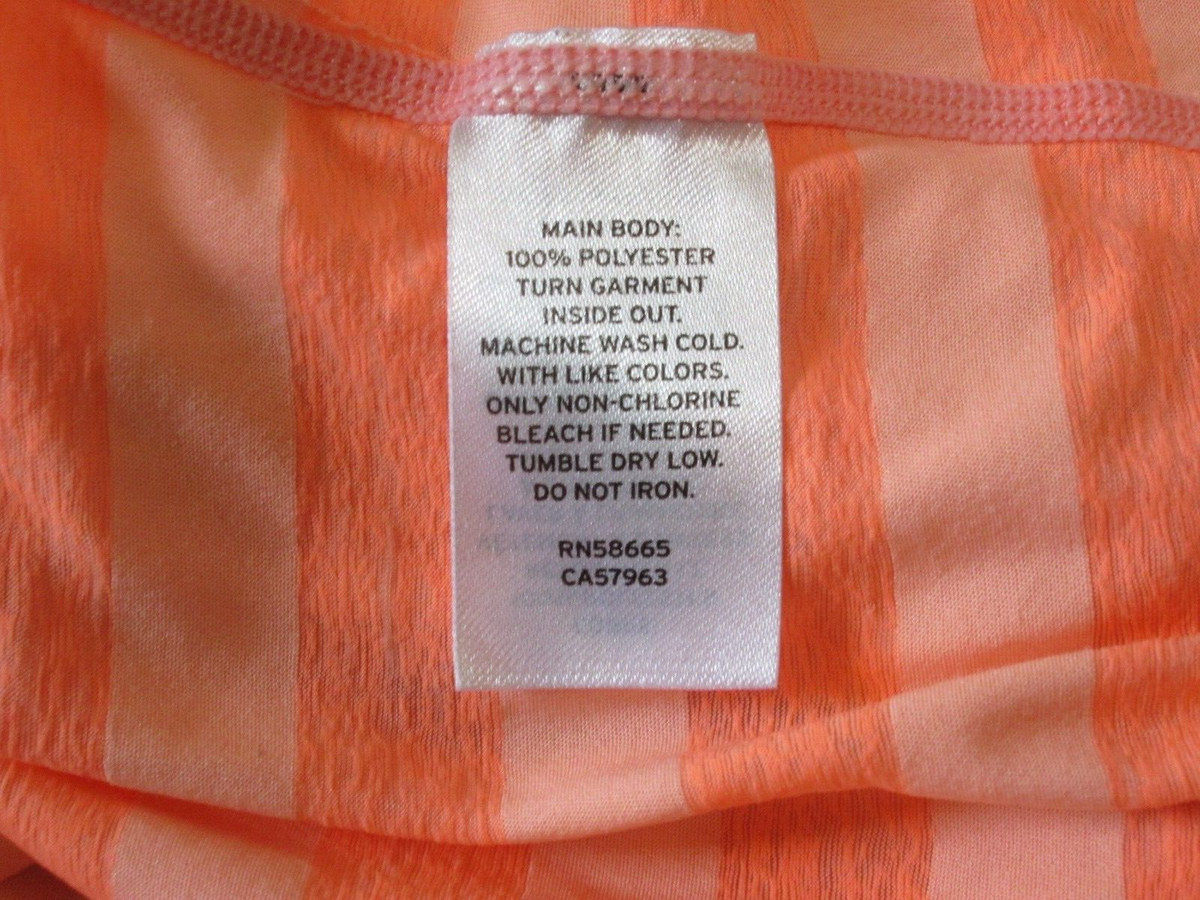 MAIN BODY:
100% POLYESTER
TURN GARMENT
INSIDE OUT.
MACHINE WASH COLD.
WITH LIKE COLORS.
ONLY NON-CHLORINE
BLEACH IF NEEDED.
TUMBLE DRY LOW.
DO NOT IRON.
RN58665
CA57963